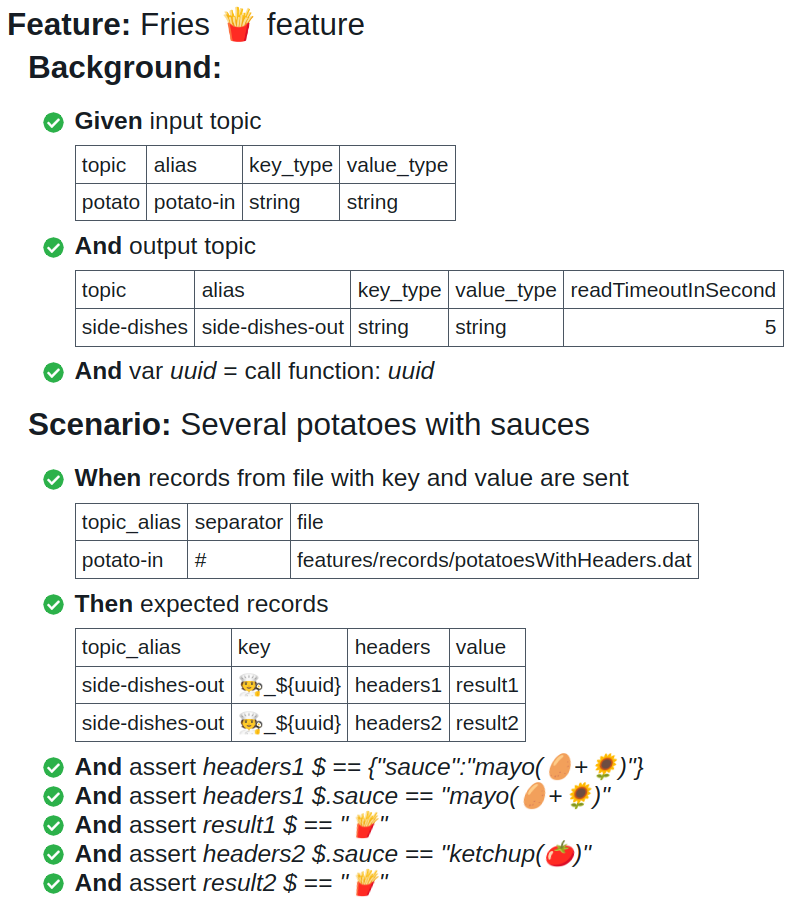 Feature: Fries 🍟 feature
Background:
Given input topic
topic alias key_type value_type
potato potato-in string string
And output topic
topic alias key_type value_type readTimeoutInSecond
side-dishes side-dishes-out string string 5
And var uuid = call function: uuid
Scenario: Several potatoes with sauces
When records from file with key and value are sent
topic_alias separator file
potato-in # features/records/potatoesWithHeaders.dat
Then expected records
topic_alias key headers value
side-dishes-out 🧑‍🍳_${uuid} headers1 result1
side-dishes-out 🧑‍🍳_${uuid} headers2 result2
And assert headers1 $ == {"sauce":"mayo(🥚+🌻)"}
And assert headers1 $.sauce == "mayo(🥚+🌻)"
And assert result1 $ == "🍟"
And assert headers2 $.sauce == "ketchup(🍅)"
And assert result2 $ == "🍟"